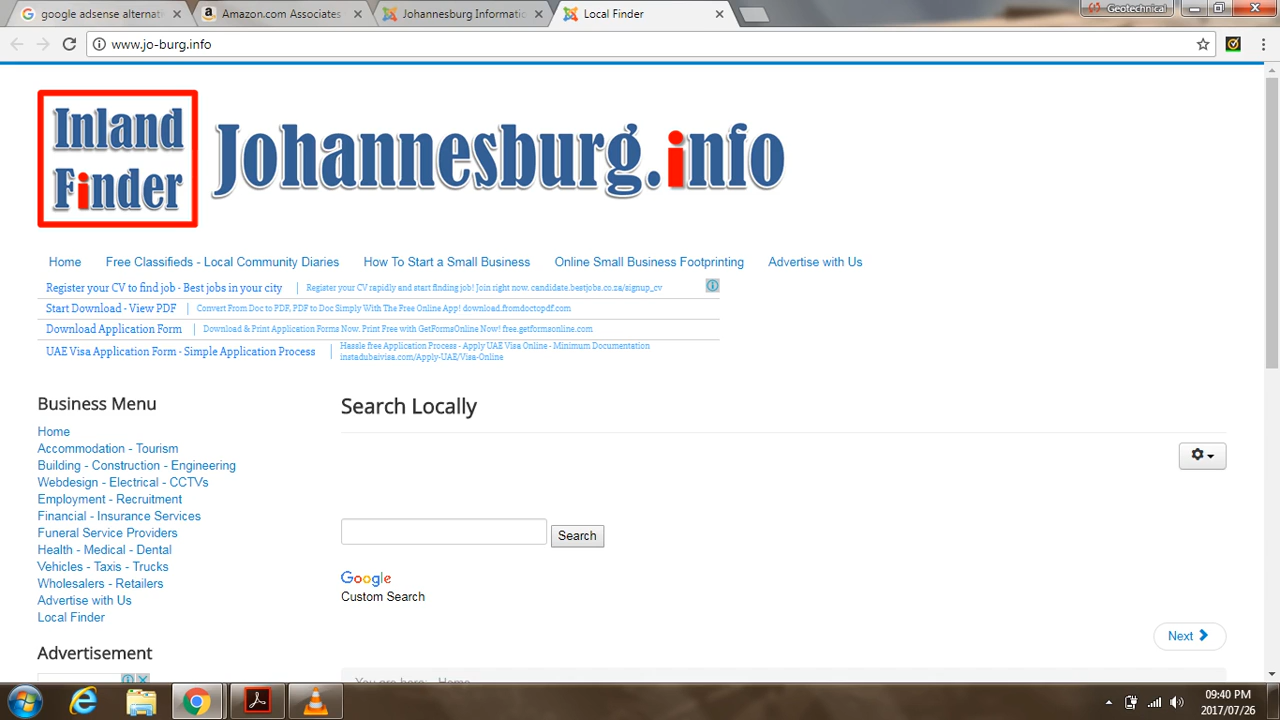 google adsense alternat
Amazon.com Associates
Johannesburg Informatic
Local Finder
Geotechnical
www.jo-burg.info
Inland
Finder
Johannesburg.info
Home
Free Classifieds - Local Community Diaries
How To Start a Small Business
Online Small Business Footprinting
Advertise with Us
Register your CV to find job - Best jobs in your city
Register your CV rapidly and start finding job! Join right now. candidate.bestjobs.co.za/signup_cv
Start Download - View PDF
Convert From Doc to PDF, PDF to Doc Simply With The Free Online App! download.fromdoctopdf.com
Download Application Form
Download & Print Application Forms Now. Print Free with GetFormsOnline Now! free.getformsonline.com
UAE Visa Application Form - Simple Application Process
Hassle free Application Process - Apply UAE Visa Online - Minimum Documentation
instadubaivisa.com/Apply-UAE/Visa-Online
Business Menu
Home
Accommodation - Tourism
Building - Construction - Engineering
Webdesign - Electrical - CCTVs
Employment - Recruitment
Financial - Insurance Services
Funeral Service Providers
Health - Medical - Dental
Vehicles - Taxis - Trucks
Wholesalers - Retailers
Advertise with Us
Local Finder
Advertisement
Search Locally
Search
Google
Custom Search
Next
You are here: Home
09:40 PM
2017/07/26